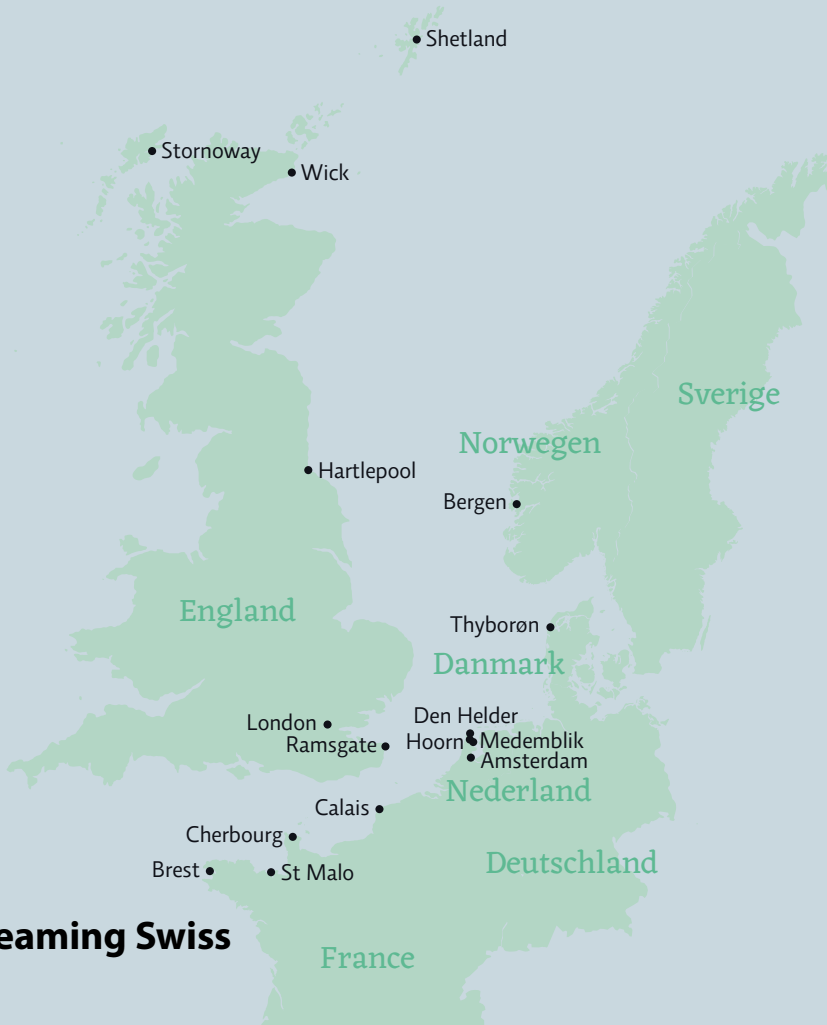 Shetland
Stornoway
Wick
Sverige
Norwegen
Hartlepool
Bergen
England
Thyborøn
Danmark
Den Helder
London
Hoorn
Medemblik
Ramsgate
Amsterdam
Nederland
Calais
Cherbourg
Deutschland
Brest
St Malo
eaming Swiss
France